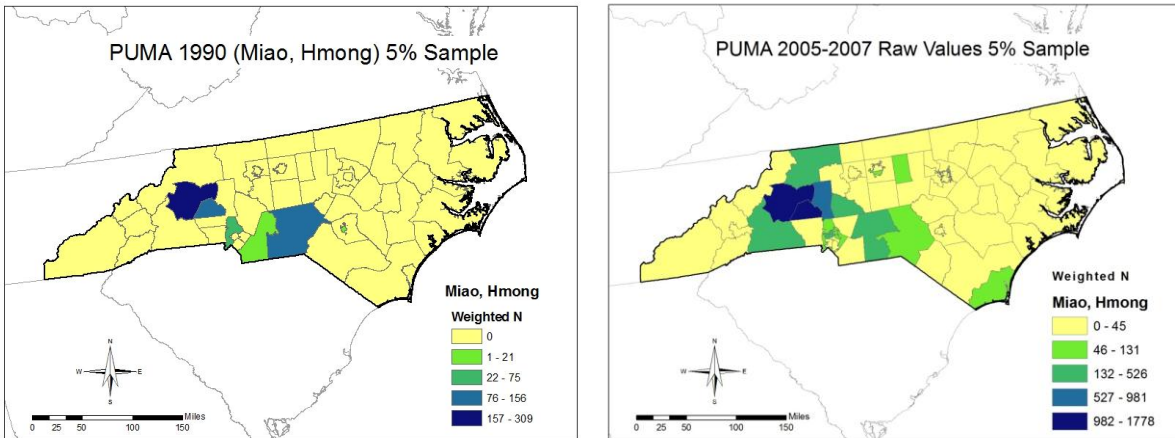 PUMA 1990 (Miao, Hmong) 5% Sample
Miao, Hmong
Weighted N
0
1 - 21
22 - 75
76 - 156
157 - 309
N
W E
S
Miles
0 25 50 100 150
PUMA 2005-2007 Raw Values 5% Sample
Weighted N
Miao, Hmong
0 - 45
46 - 131
132 - 526
527 - 981
982 - 1778
N
W E
S
Miles
0 25 50 100 150